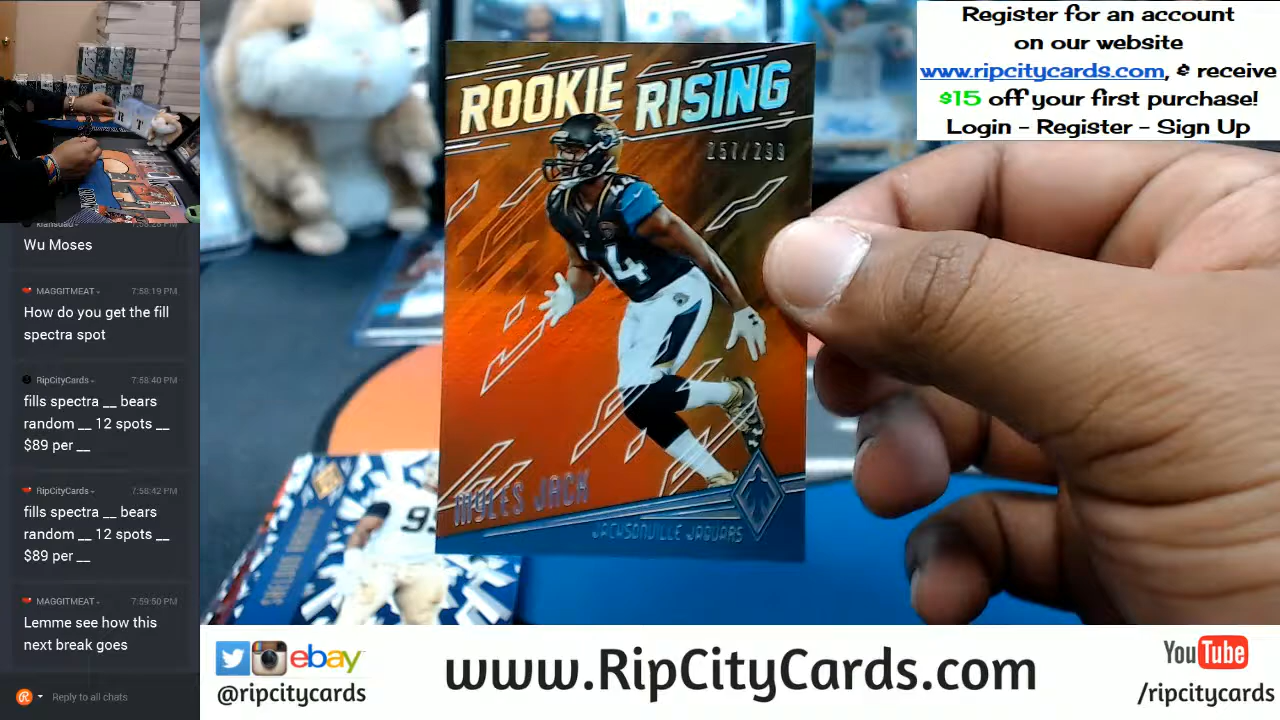 Register for an account
on our website
www.ripcitycards.com, & receive
$15 off your first purchase!
Login - Register - Sign Up
ROOKIE RISING
257/299
44
MYLES JACK
JACKSONVILLE JAGUARS
7:58:28 PM
Wu Moses
MAGGITMEAT 7:58:19 PM
How do you get the fill
spectra spot
RipCityCards 7:58:40 PM
fills spectra __ bears
random __ 12 spots __
$89 per __
RipCityCards 7:58:42 PM
fills spectra __ bears
random __ 12 spots __
$89 per __
MAGGITMEAT 7:59:50 PM
Lemme see how this
next break goes
Reply to all chats
ebay
@ripcitycards
www.RipCityCards.com
YouTube
/ripcitycards